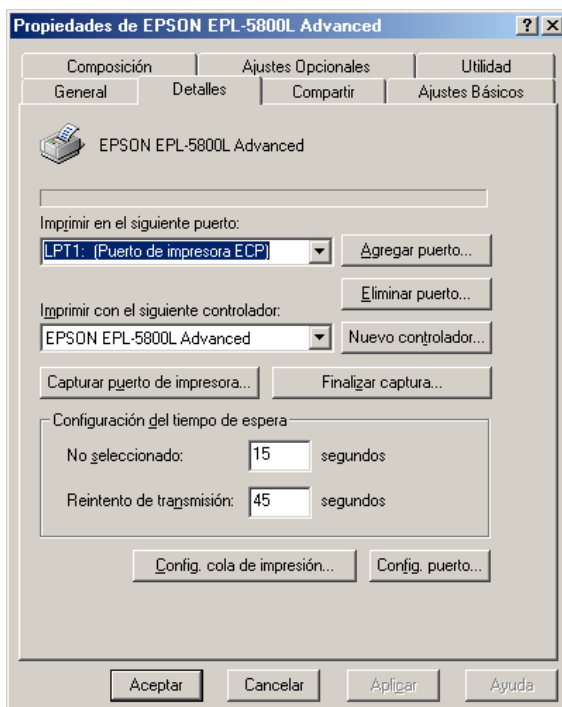 Propiedades de EPSON EPL-5800L Advanced
Composición Ajustes Opcionales Utilidad
General Detalles Compartir Ajustes Básicos
EPSON EPL-5800L Advanced
Imprimir en el siguiente puerto:
LPT1: (Puerto de impresora ECP) Agregar puerto...
Eliminar puerto...
Imprimir con el siguiente controlador:
EPSON EPL-5800L Advanced Nuevo controlador...
Capturar puerto de impresora... Finalizar captura...
Configuración del tiempo de espera
No seleccionado: 15 segundos
Reintento de transmisión: 45 segundos
Config. cola de impresión... Config. puerto...
Aceptar Cancelar Aplicar Ayuda